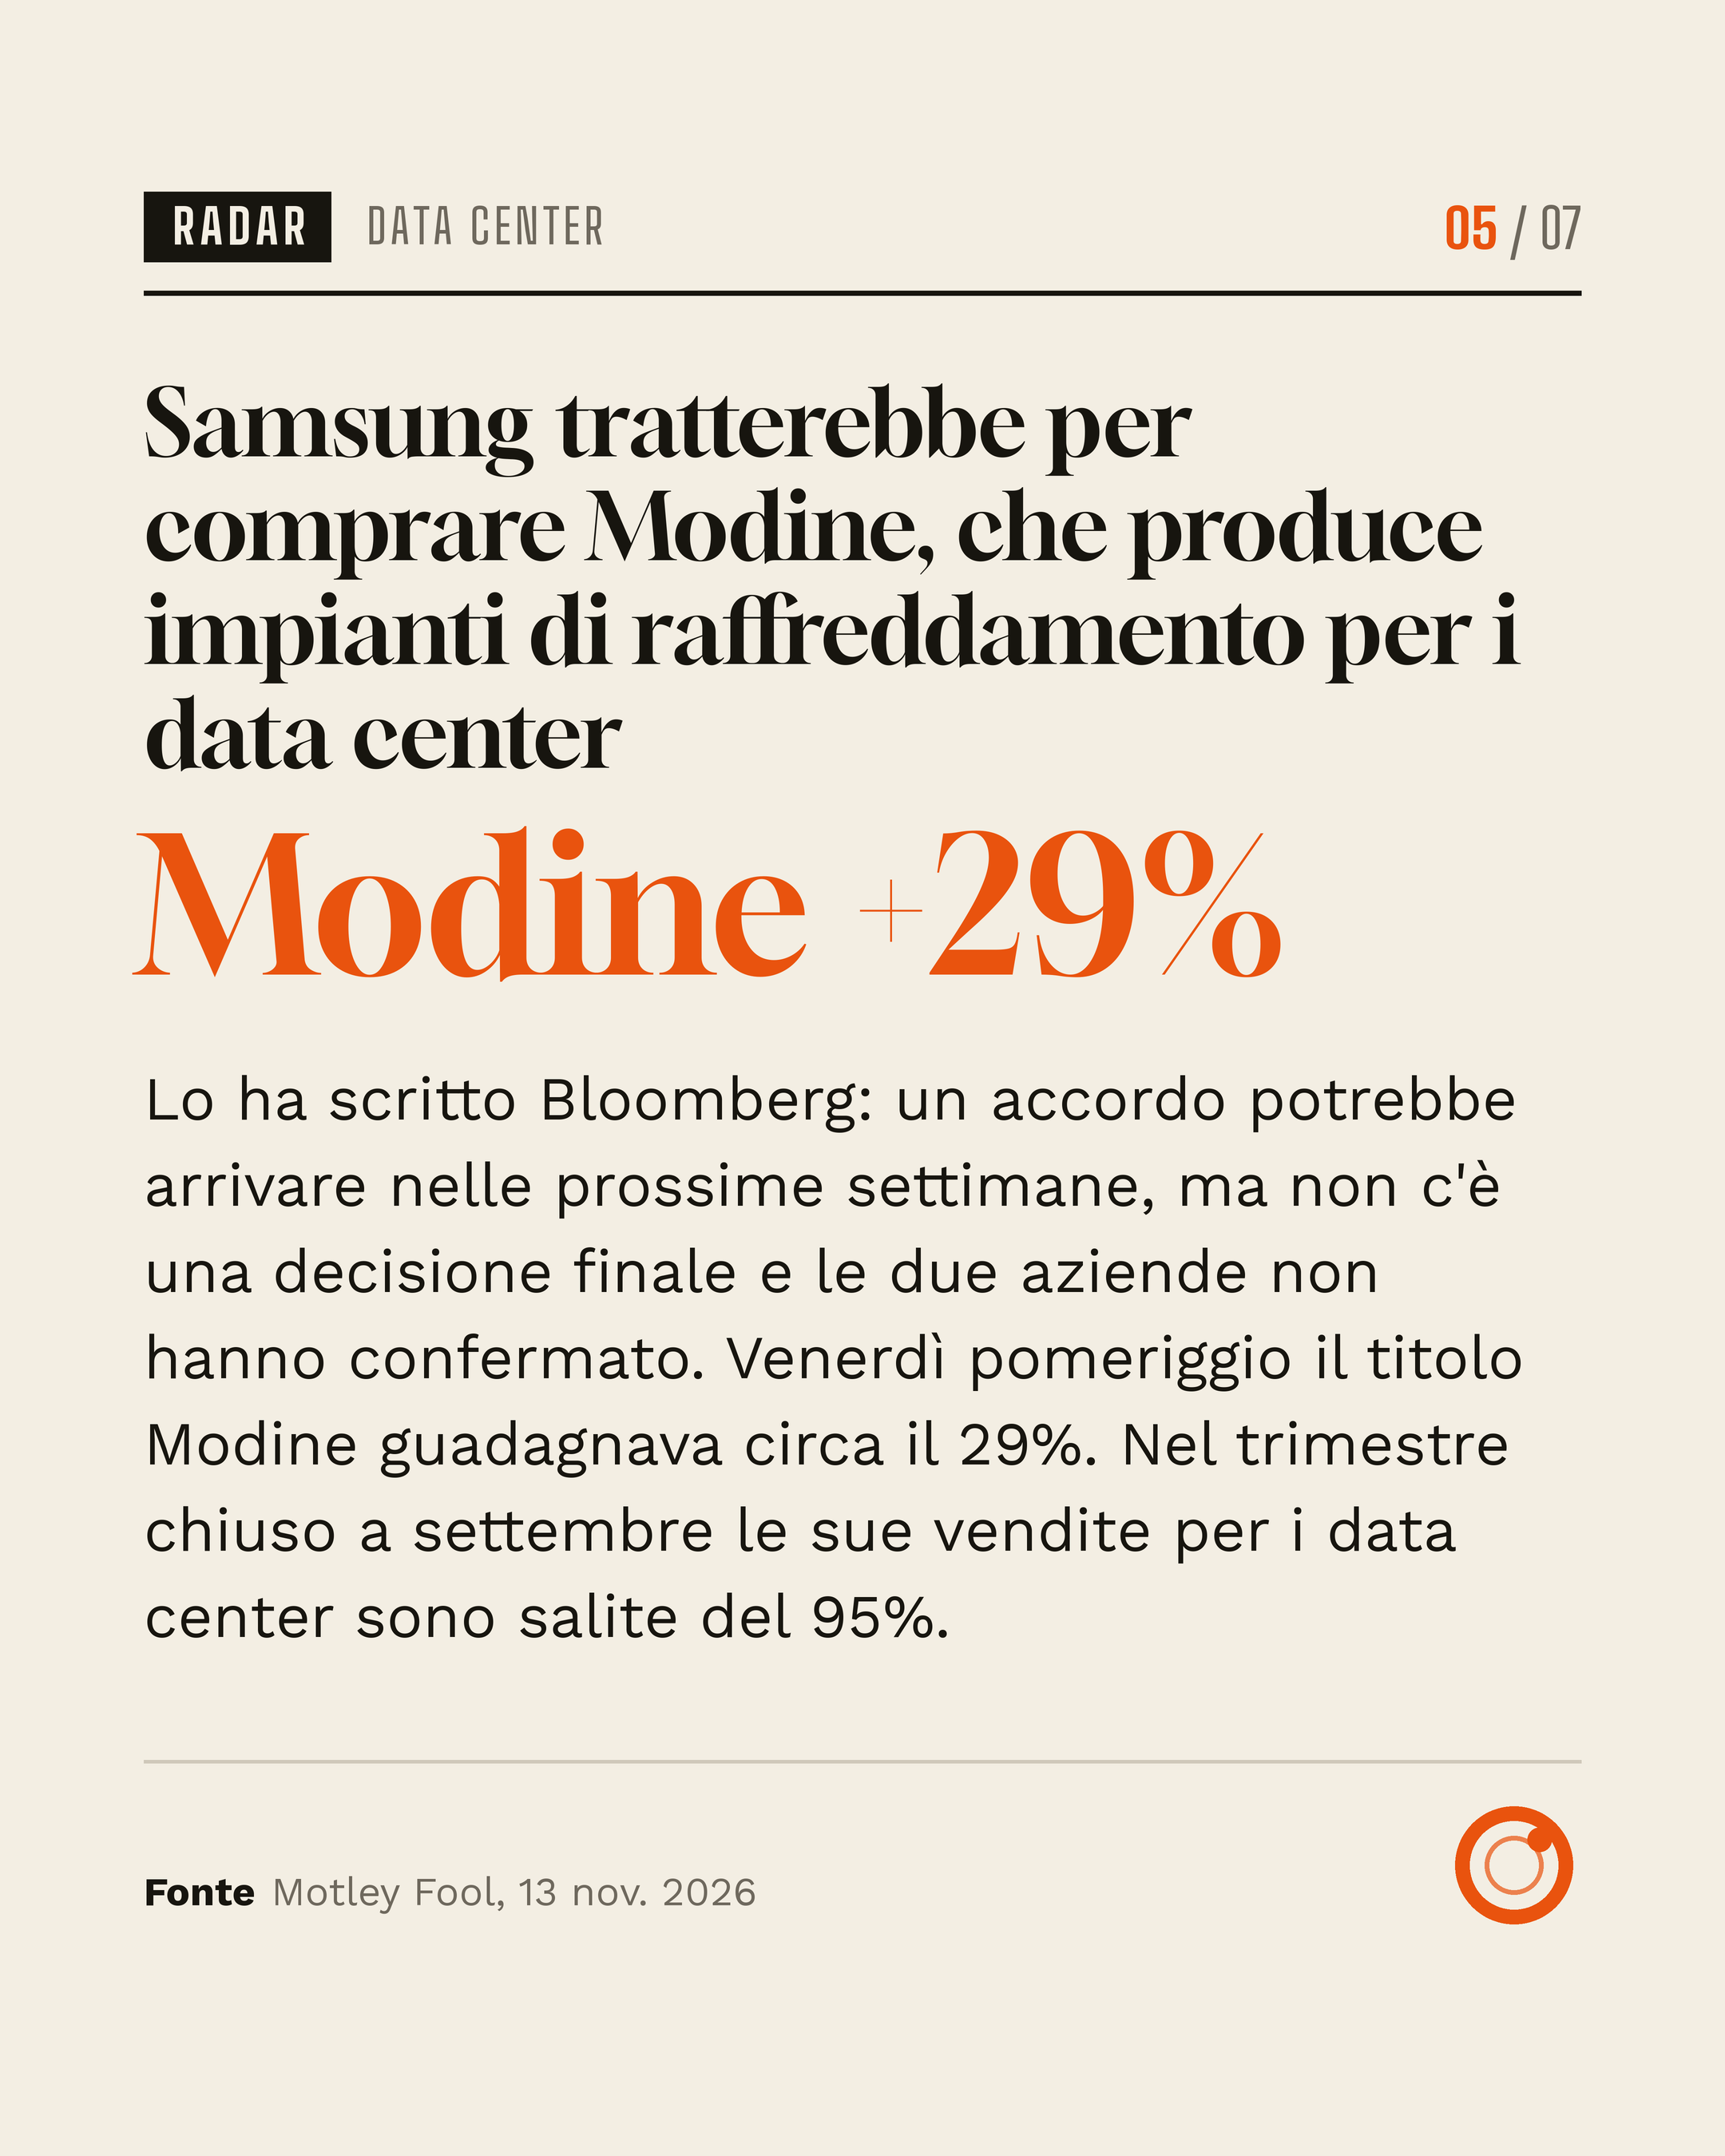 RADAR DATA CENTER 05 / 07
Samsung tratterebbe per
comprare Modine, che produce
impianti di raffreddamento per i
data center
Modine +29%
Lo ha scritto Bloomberg: un accordo potrebbe
arrivare nelle prossime settimane, ma non c'è
una decisione finale e le due aziende non
hanno confermato. Venerdì pomeriggio il titolo
Modine guadagnava circa il 29%. Nel trimestre
chiuso a settembre le sue vendite per i data
center sono salite del 95%.
Fonte Motley Fool, 13 nov. 2026